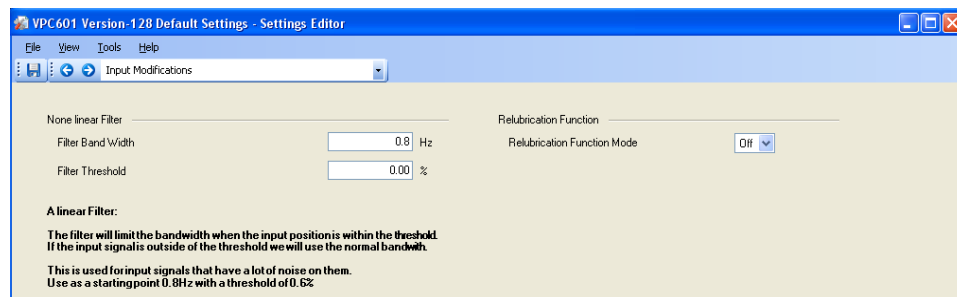 VPC601 Version-128 Default Settings - Settings Editor
File View Tools Help
Input Modifications
None linear Filter
Relubrication Function
Filter Band Width 0.8 Hz
Relubrication Function Mode Off
Filter Threshold 0.00 %
A linear Filter:
The filter will limit the bandwidth when the input position is within the threshold.
If the input signal is outside of the threshold we will use the normal bandwith.
This is used for input signals that have a lot of noise on them.
Use as a starting point 0.8Hz with a threshold of 0.6%